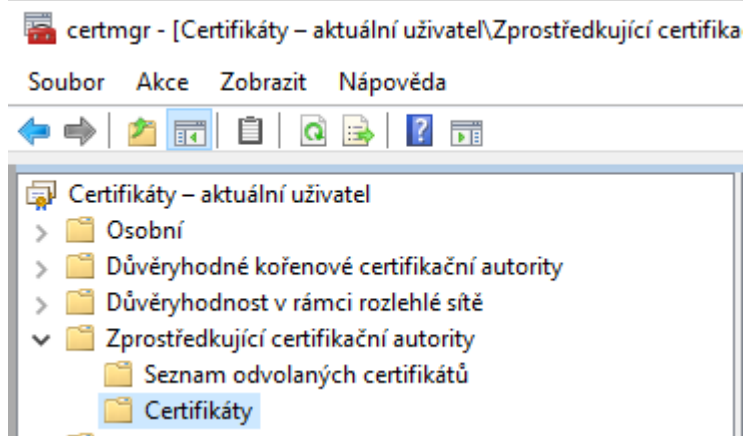 certmgr - [Certifikáty – aktuální uživatel\Zprostředkující certifika
Soubor Akce Zobrazit Nápověda
Certifikáty – aktuální uživatel
Osobní
Důvěryhodné kořenové certifikační autority
Důvěryhodnost v rámci rozlehlé sítě
Zprostředkující certifikační autority
Seznam odvolaných certifikátů
Certifikáty